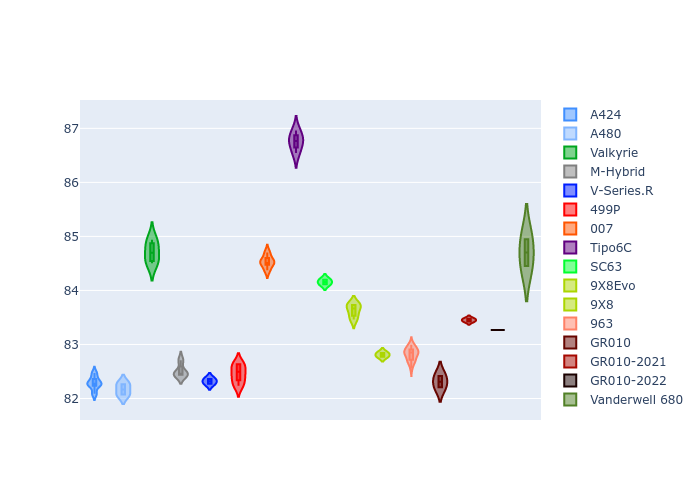 87
86
85
84
83
82
A424
A480
Valkyrie
M-Hybrid
V-Series.R
499P
007
Tipo6C
SC63
9X8Evo
9X8
963
GR010
GR010-2021
GR010-2022
Vanderwell 680